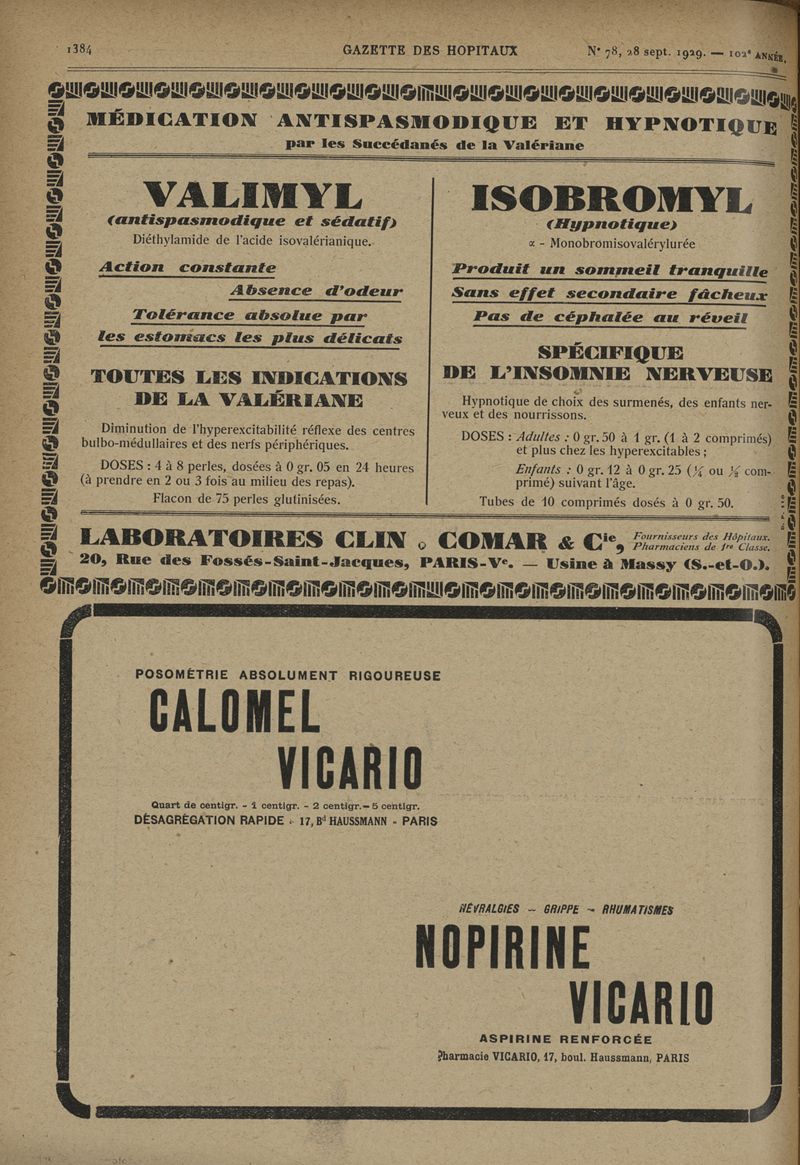 1384
GAZETTE DES HOPITAUX
N° 78, 28 sept. 1929. — 102e ANNÉE.
MÉDICATION ANTISPASMODIQUE ET HYPNOTIQUE
par les Succédanés de la Valériane
VALIMYL
(antispasmodique et sédatif)
Diéthylamide de l'acide isovalérianique.
Action constante
Absence d'odeur
Tolérance absolue par
les estomacs les plus délicats
TOUTES LES INDICATIONS
DE LA VALÉRIANE
Diminution de l'hyperexcitabilité réflexe des centres
bulbo-médullaires et des nerfs périphériques.
DOSES : 4 à 8 perles, dosées à 0 gr. 05 en 24 heures
(à prendre en 2 ou 3 fois au milieu des repas).
Flacon de 75 perles glutinisées.
ISOBROMYL
(Hypnotique)
α - Monobromisovalérylurée
Produit un sommeil tranquille
Sans effet secondaire fâcheux
Pas de céphalée au réveil
SPÉCIFIQUE
DE L'INSOMNIE NERVEUSE
Hypnotique de choix des surmenés, des enfants ner-
veux et des nourrissons.
DOSES : Adultes : 0 gr. 50 à 1 gr. (1 à 2 comprimés)
et plus chez les hyperexcitables ;
Enfants : 0 gr. 12 à 0 gr. 25 (¼ ou ½ com-
primé) suivant l'âge.
Tubes de 10 comprimés dosés à 0 gr. 50.
LABORATOIRES CLIN, COMAR & Cie, Fournisseurs des Hôpitaux.
Pharmaciens de 1re Classe.
20, Rue des Fossés-Saint-Jacques, PARIS-Ve. — Usine à Massy (S.-et-O.).
POSOMÉTRIE ABSOLUMENT RIGOUREUSE
CALOMEL
VICARIO
Quart de centigr. - 1 centigr. - 2 centigr. - 5 centigr.
DÉSAGRÉGATION RAPIDE - 17, Bd HAUSSMANN - PARIS
NÉVRALGIES - GRIPPE - RHUMATISMES
NOPIRINE
VICARIO
ASPIRINE RENFORCÉE
Pharmacie VICARIO, 17, boul. Haussmann, PARIS